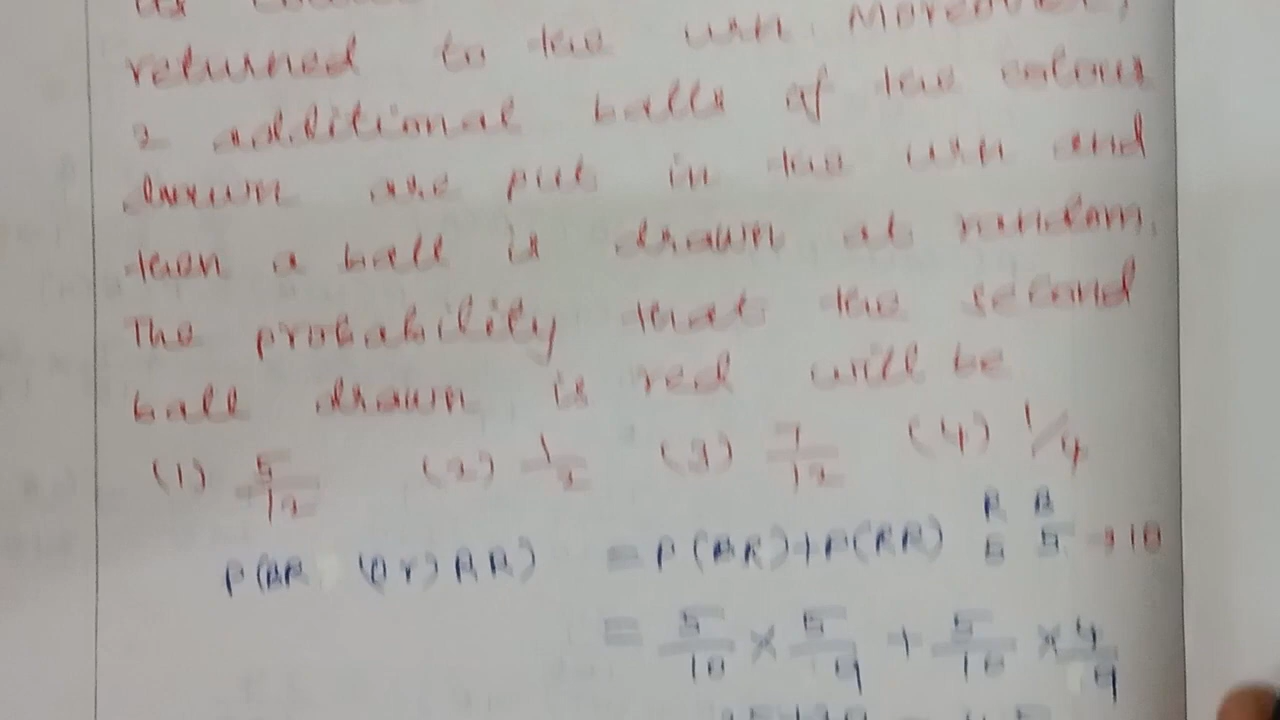 returned to the urn. Moreover,
2 additional balls of the colour
drawn are put in the urn and
then a ball is drawn at random.
The probability that the second
ball drawn is red will be
(1) 5/12 (2) 1/2 (3) 7/12 (4) 1/4
R B
P(BR (or) RR) = P(BR)+P(RR) 5 5 → 10
= 5/10 × 5/9 + 5/10 × 4/9